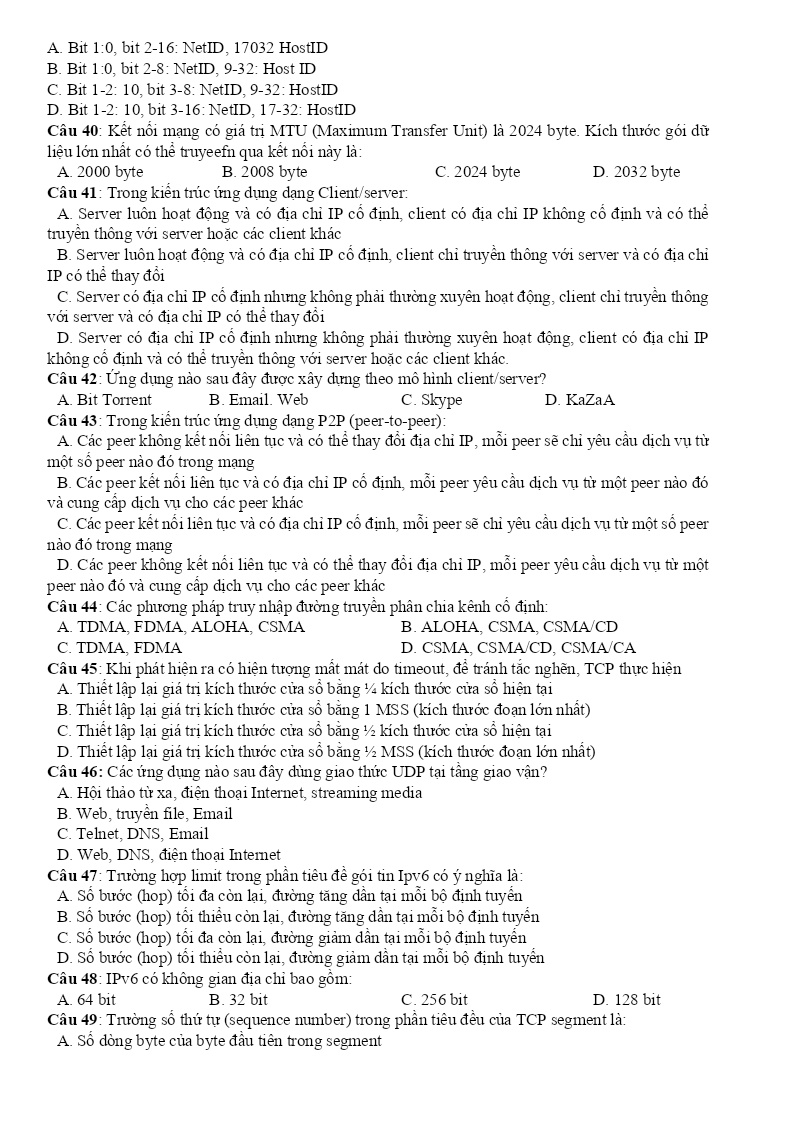 A. Bit 1:0, bit 2-16: NetID, 17032 HostID
B. Bit 1:0, bit 2-8: NetID, 9-32: Host ID
C. Bit 1-2: 10, bit 3-8: NetID, 9-32: HostID
D. Bit 1-2: 10, bit 3-16: NetID, 17-32: HostID
Câu 40: Kết nối mạng có giá trị MTU (Maximum Transfer Unit) là 2024 byte. Kích thước gói dữ
liệu lớn nhất có thể truyeefn qua kết nối này là:
A. 2000 byte B. 2008 byte C. 2024 byte D. 2032 byte
Câu 41: Trong kiến trúc ứng dụng dạng Client/server:
A. Server luôn hoạt động và có địa chỉ IP cố định, client có địa chỉ IP không cố định và có thể
truyền thông với server hoặc các client khác
B. Server luôn hoạt động và có địa chỉ IP cố định, client chỉ truyền thông với server và có địa chỉ
IP có thể thay đổi
C. Server có địa chỉ IP cố định nhưng không phải thường xuyên hoạt động, client chỉ truyền thông
với server và có địa chỉ IP có thể thay đổi
D. Server có địa chỉ IP cố định nhưng không phải thường xuyên hoạt động, client có địa chỉ IP
không cố định và có thể truyền thông với server hoặc các client khác.
Câu 42: Ứng dụng nào sau đây được xây dựng theo mô hình client/server?
A. Bit Torrent B. Email. Web C. Skype D. KaZaA
Câu 43: Trong kiến trúc ứng dụng dạng P2P (peer-to-peer):
A. Các peer không kết nối liên tục và có thể thay đổi địa chỉ IP, mỗi peer sẽ chỉ yêu cầu dịch vụ từ
một số peer nào đó trong mạng
B. Các peer kết nối liên tục và có địa chỉ IP cố định, mỗi peer yêu cầu dịch vụ từ một peer nào đó
và cung cấp dịch vụ cho các peer khác
C. Các peer kết nối liên tục và có địa chỉ IP cố định, mỗi peer sẽ chỉ yêu cầu dịch vụ từ một số peer
nào đó trong mạng
D. Các peer không kết nối liên tục và có thể thay đổi địa chỉ IP, mỗi peer yêu cầu dịch vụ từ một
peer nào đó và cung cấp dịch vụ cho các peer khác
Câu 44: Các phương pháp truy nhập đường truyền phân chia kênh cố định:
A. TDMA, FDMA, ALOHA, CSMA B. ALOHA, CSMA, CSMA/CD
C. TDMA, FDMA D. CSMA, CSMA/CD, CSMA/CA
Câu 45: Khi phát hiện ra có hiện tượng mất mát do timeout, để tránh tắc nghẽn, TCP thực hiện
A. Thiết lập lại giá trị kích thước cửa sổ bằng ¼ kích thước cửa sổ hiện tại
B. Thiết lập lại giá trị kích thước cửa sổ bằng 1 MSS (kích thước đoạn lớn nhất)
C. Thiết lập lại giá trị kích thước cửa sổ bằng ½ kích thước cửa sổ hiện tại
D. Thiết lập lại giá trị kích thước cửa sổ bằng ½ MSS (kích thước đoạn lớn nhất)
Câu 46: Các ứng dụng nào sau đây dùng giao thức UDP tại tầng giao vận?
A. Hội thảo từ xa, điện thoại Internet, streaming media
B. Web, truyền file, Email
C. Telnet, DNS, Email
D. Web, DNS, điện thoại Internet
Câu 47: Trường hợp limit trong phần tiêu đề gói tin Ipv6 có ý nghĩa là:
A. Số bước (hop) tối đa còn lại, đường tăng dần tại mỗi bộ định tuyến
B. Số bước (hop) tối thiểu còn lại, đường tăng dần tại mỗi bộ định tuyến
C. Số bước (hop) tối đa còn lại, đường giảm dần tại mỗi bộ định tuyến
D. Số bước (hop) tối thiểu còn lại, đường giảm dần tại mỗi bộ định tuyến
Câu 48: IPv6 có không gian địa chỉ bao gồm:
A. 64 bit B. 32 bit C. 256 bit D. 128 bit
Câu 49: Trường số thứ tự (sequence number) trong phần tiêu đều của TCP segment là:
A. Số dòng byte của byte đầu tiên trong segment